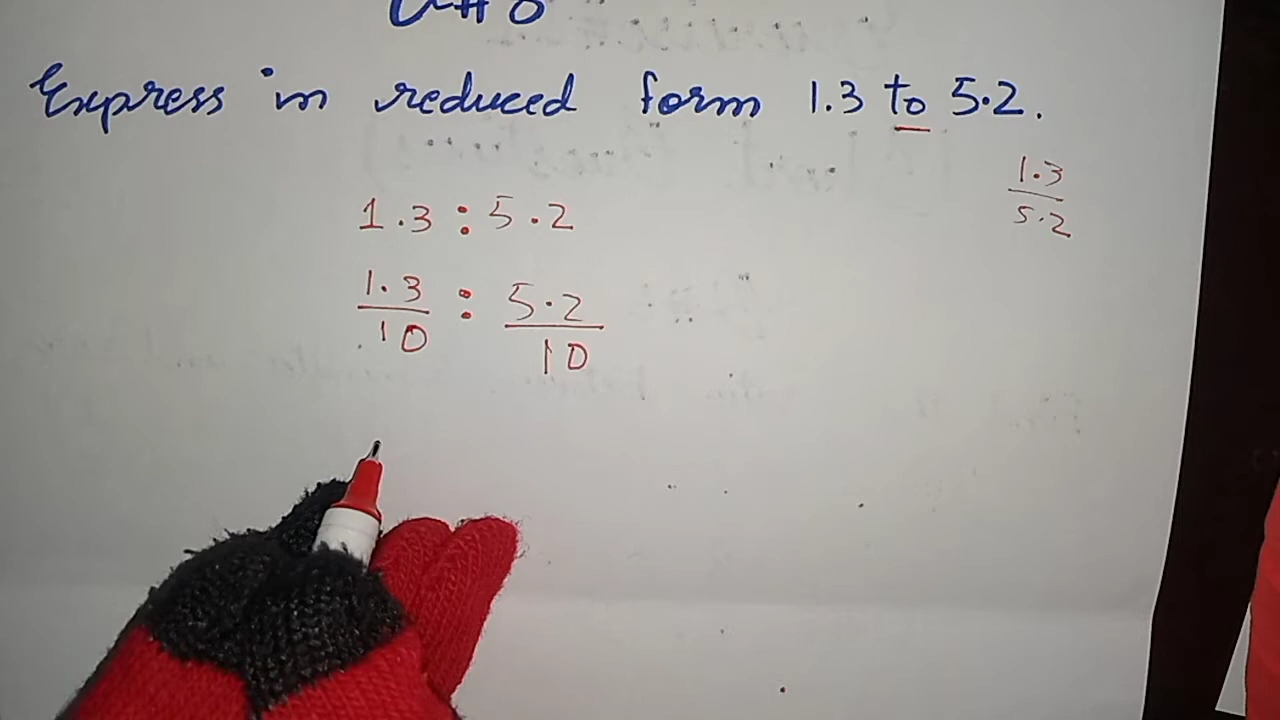 Express in reduced form 1.3 to 5.2.
1.3
5.2
1.3 : 5.2
1.3 : 5.2
10 10